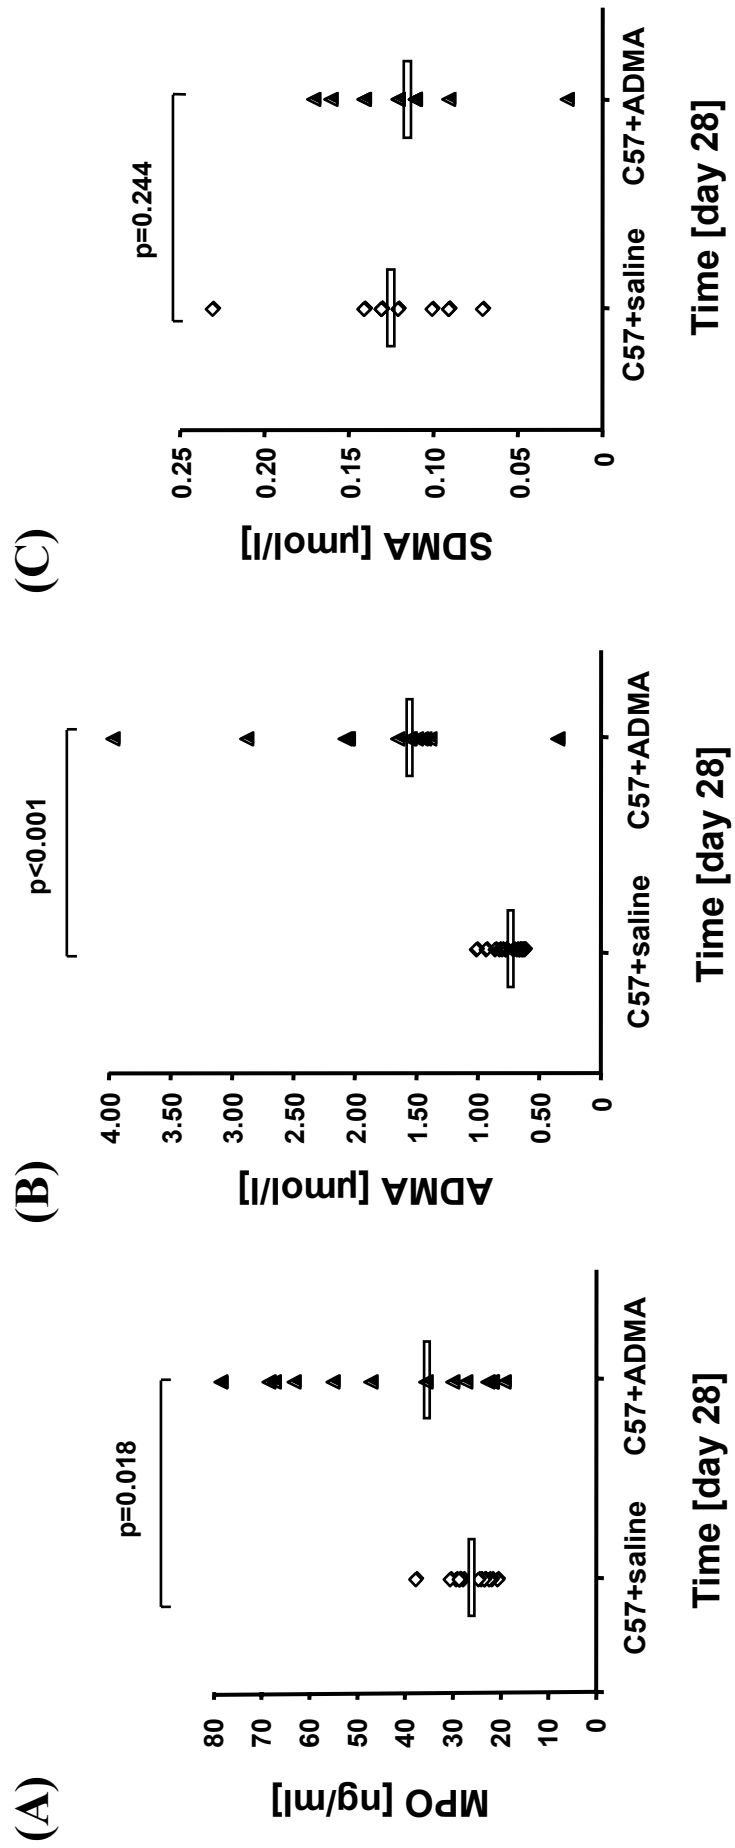 (A)
p=0.018
80
70
60
50
40
30
20
10
0
MPO [ng/ml]
C57+saline
C57+ADMA
Time [day 28]
(B)
p<0.001
4.00
3.50
3.00
2.50
2.00
1.50
1.00
0.50
0
ADMA [µmol/l]
C57+saline
C57+ADMA
Time [day 28]
(C)
p=0.244
0.25
0.20
0.15
0.10
0.05
0
SDMA [µmol/l]
C57+saline
C57+ADMA
Time [day 28]